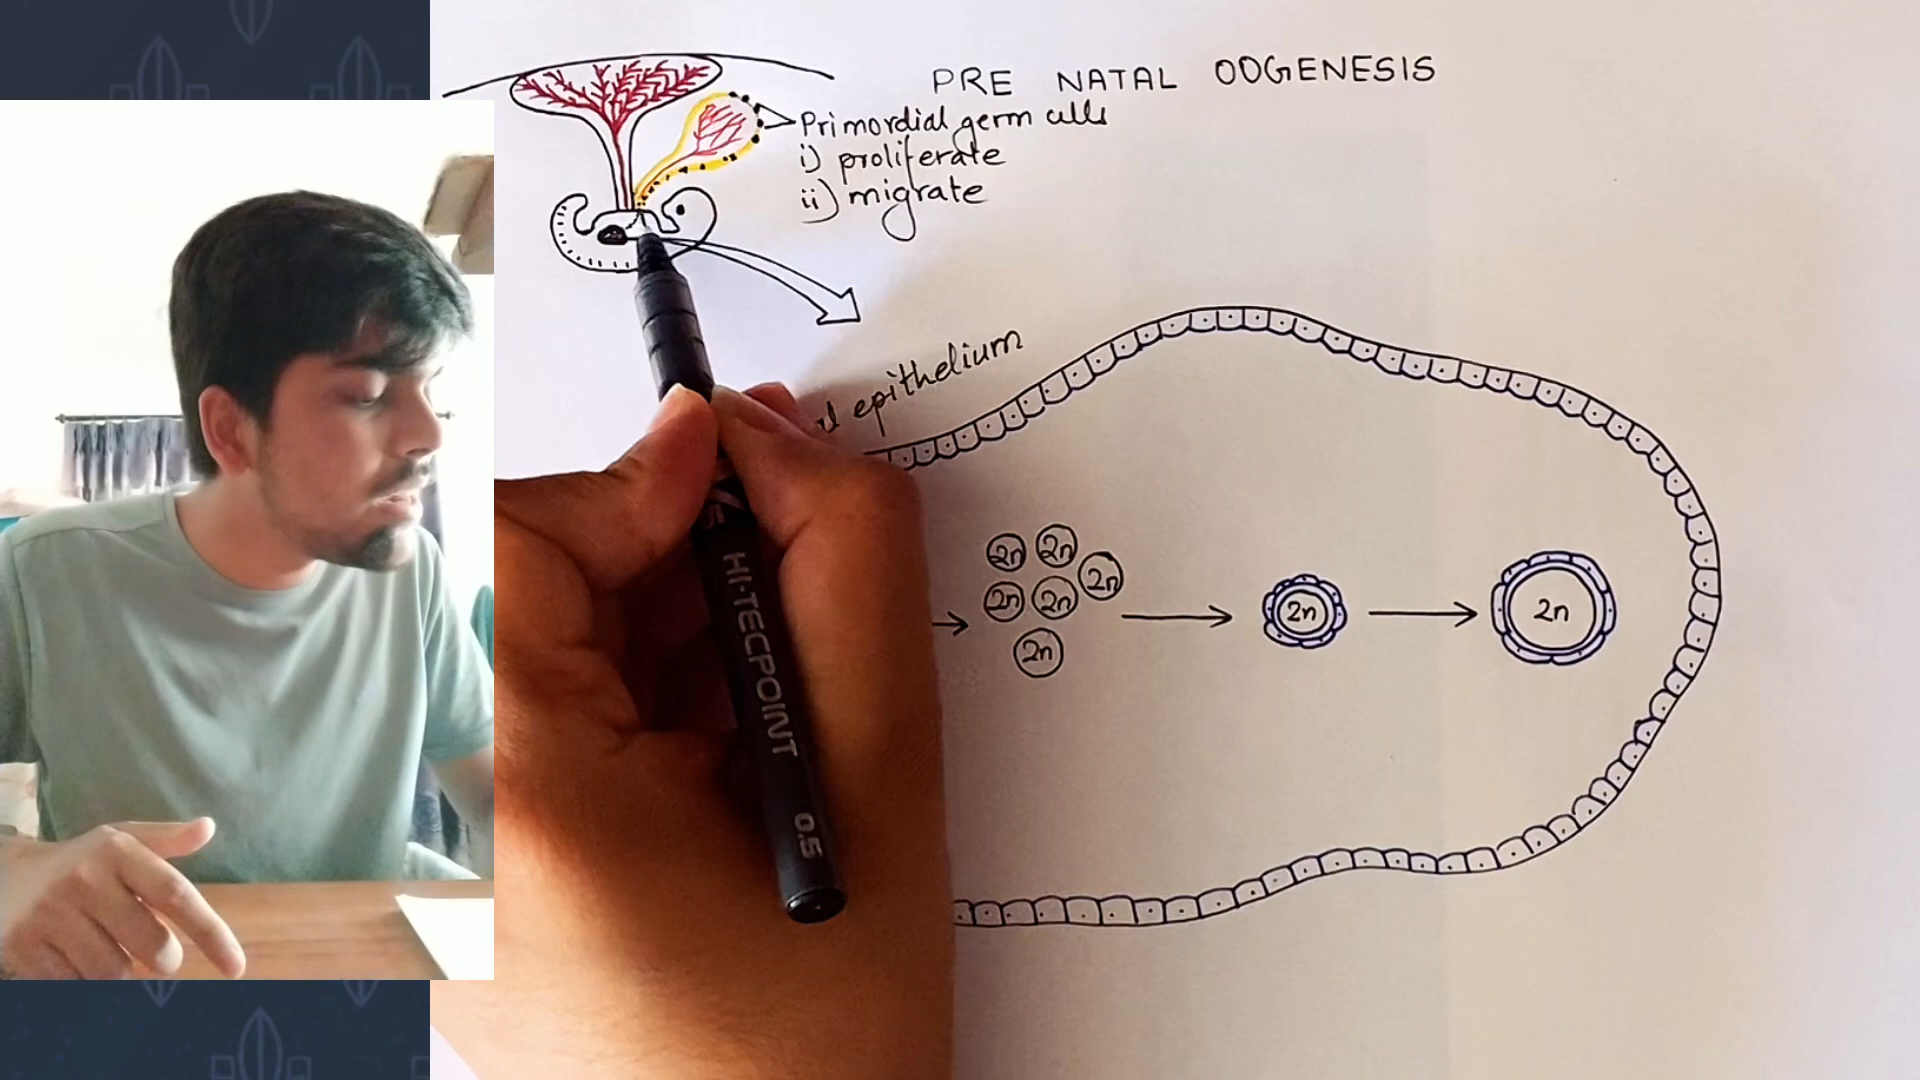 PRE NATAL OOGENESIS
Primordial germ cells
i) proliferate
ii) migrate
epithelium
2n 2n
2n
2n 2n
2n
2n
2n
HI-TECPOINT
0.5